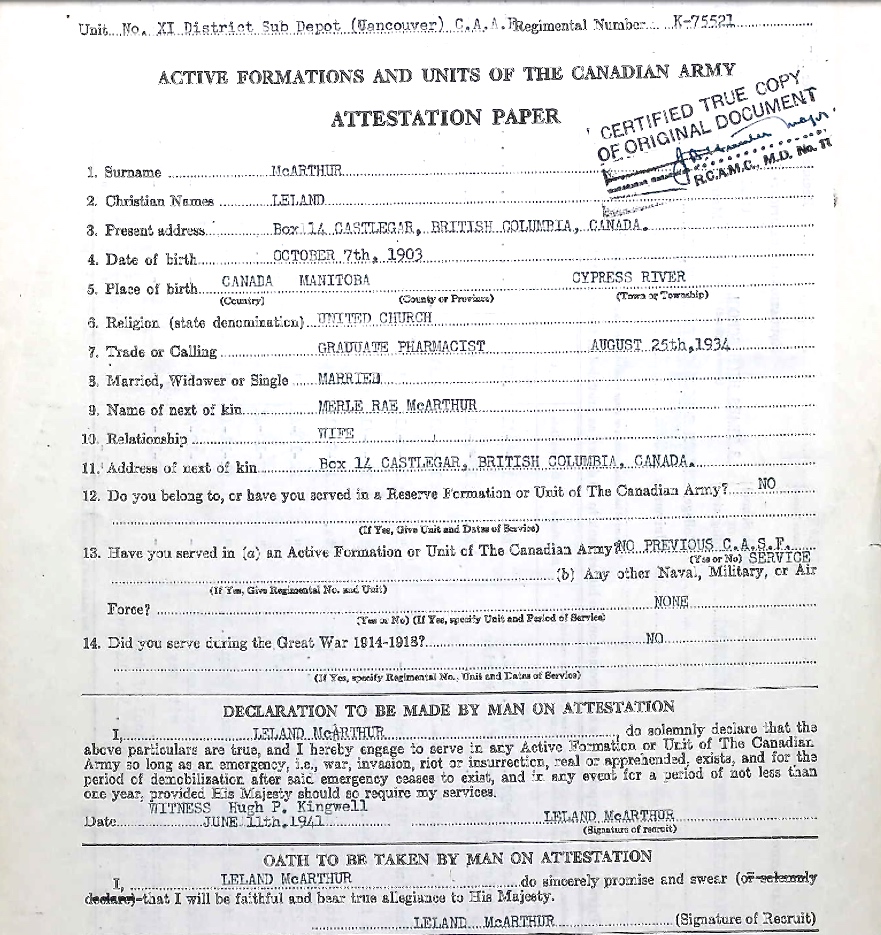 Unit No. XI District Sub Depot (Vancouver) C.A.A.F Regimental Number K-75521
ACTIVE FORMATIONS AND UNITS OF THE CANADIAN ARMY
ATTESTATION PAPER
CERTIFIED TRUE COPY
OF ORIGINAL DOCUMENT
Major
R.C.A.M.C., M.D. No. 11
1. Surname McARTHUR
2. Christian Names LELAND
3. Present address Box 14 CASTLEGAR, BRITISH COLUMBIA, CANADA.
4. Date of birth OCTOBER 7th, 1903
5. Place of birth CANADA MANITOBA CYPRESS RIVER
(Country) (County or Province) (Town or Township)
6. Religion (state denomination) UNITED CHURCH
7. Trade or Calling GRADUATE PHARMACIST AUGUST 25th, 1934
8. Married, Widower or Single MARRIED
9. Name of next of kin MERLE RAE McARTHUR
10. Relationship WIFE
11. Address of next of kin Box 14 CASTLEGAR, BRITISH COLUMBIA, CANADA.
12. Do you belong to, or have you served in a Reserve Formation or Unit of The Canadian Army? NO
(If Yes, Give Unit and Dates of Service)
13. Have you served in (a) an Active Formation or Unit of The Canadian Army? NO PREVIOUS C.A.S.F.
(Yes or No) SERVICE
(b) Any other Naval, Military, or Air
(If Yes, Give Regimental No. and Unit)
Force? NONE
(Yes or No) (If Yes, specify Unit and Period of Service)
14. Did you serve during the Great War 1914-1918? NO
(If Yes, specify Regimental No., Unit and Dates of Service)
DECLARATION TO BE MADE BY MAN ON ATTESTATION
I, LELAND McARTHUR, do solemnly declare that the
above particulars are true, and I hereby engage to serve in any Active Formation or Unit of The Canadian
Army so long as an emergency, i.e., war, invasion, riot or insurrection, real or apprehended, exists, and for the
period of demobilization after said emergency ceases to exist, and in any event for a period of not less than
one year, provided His Majesty should so require my services.
WITNESS Hugh P. Kingwell
Date JUNE 11th, 1941 LELAND McARTHUR
(Signature of recruit)
OATH TO BE TAKEN BY MAN ON ATTESTATION
I, LELAND McARTHUR do sincerely promise and swear (or solemnly
declare) that I will be faithful and bear true allegiance to His Majesty.
LELAND McARTHUR (Signature of Recruit)